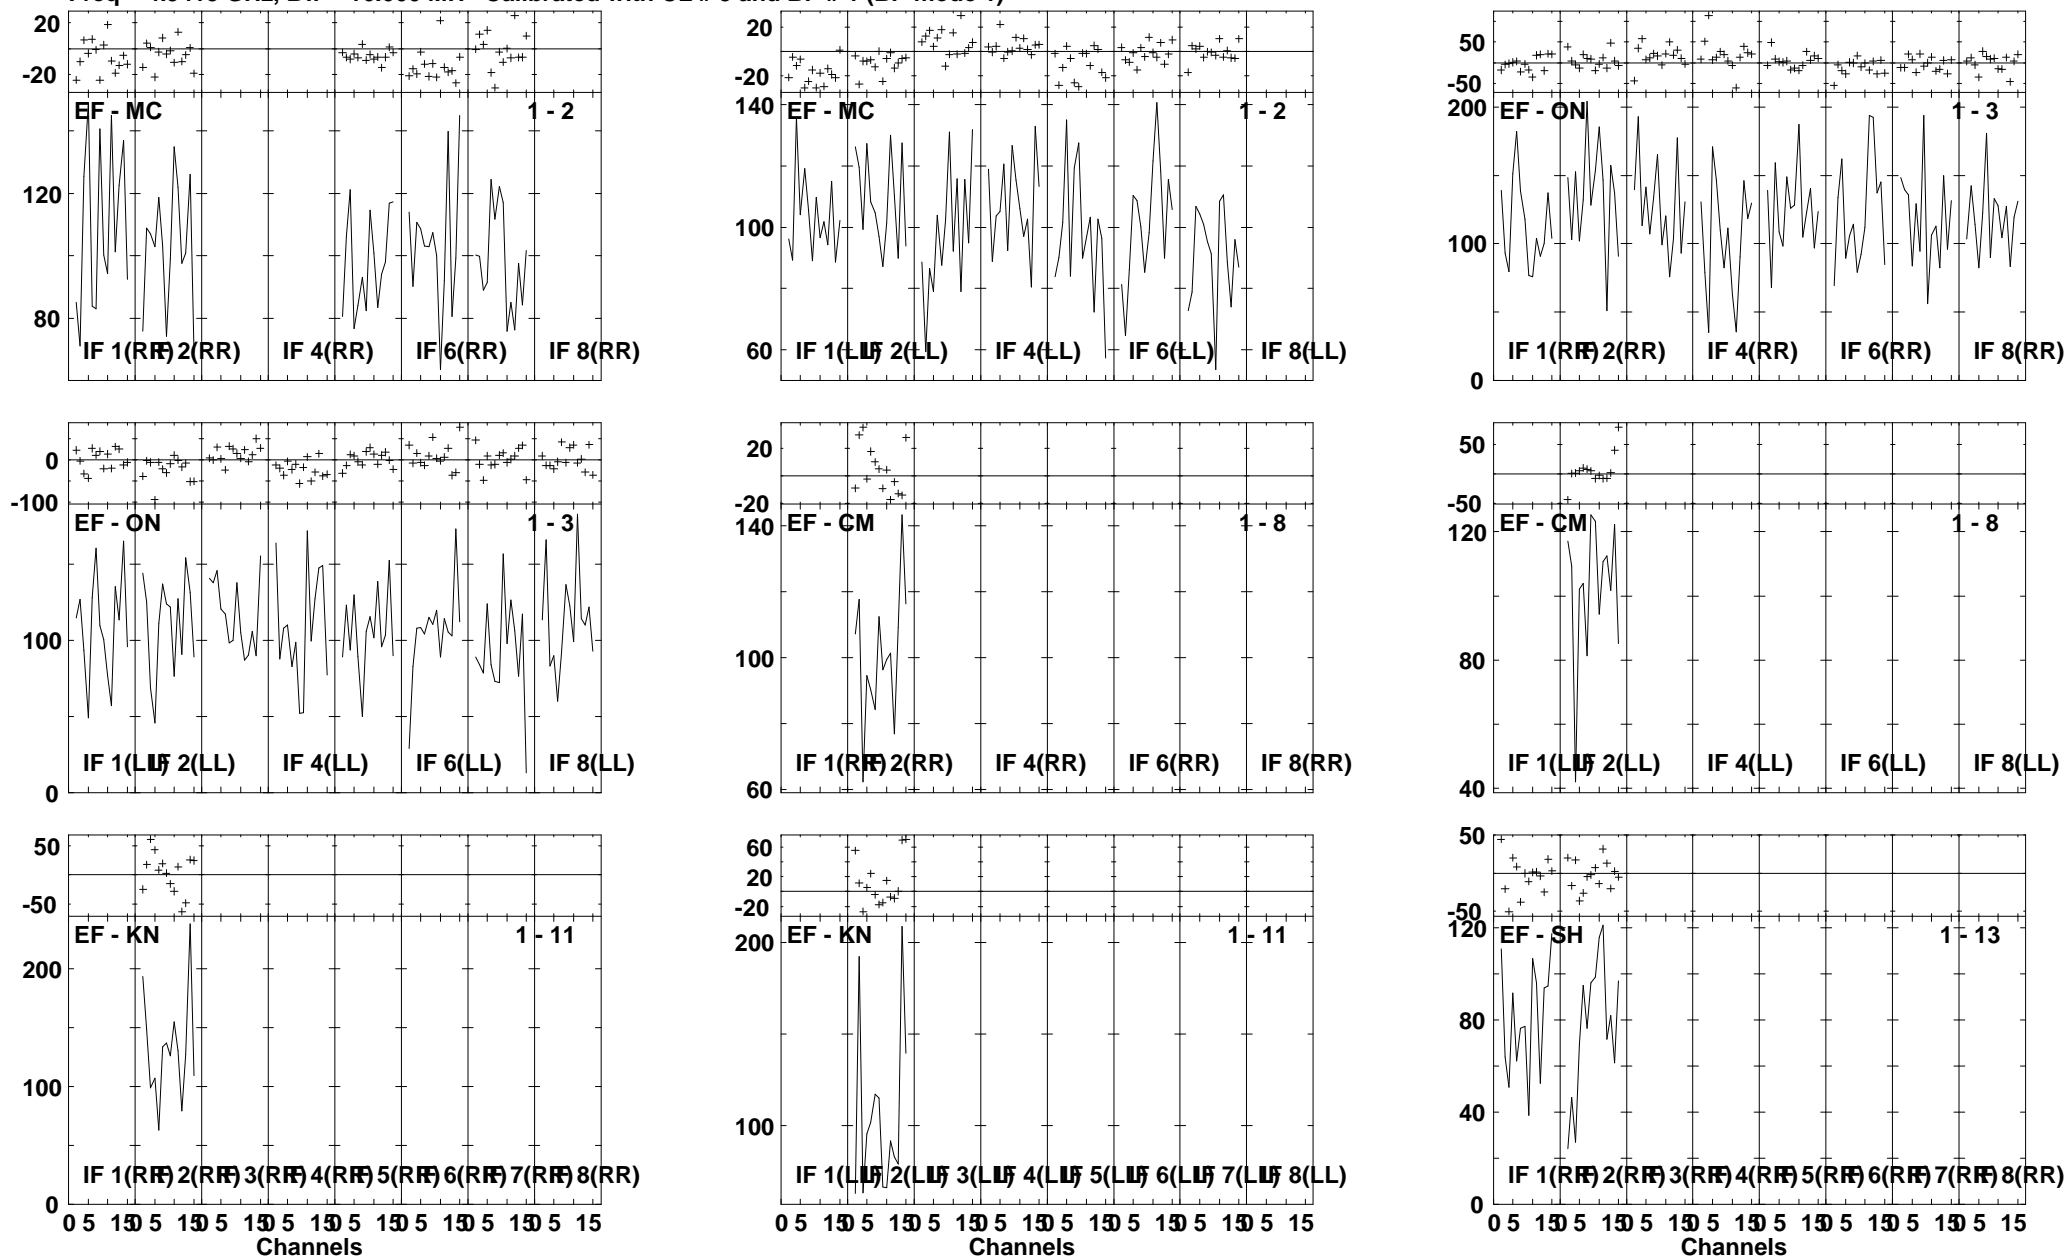 20
-20
EF - MC
1 - 2
120
80
IF 1(RR) IF 2(RR) IF 4(RR) IF 6(RR) IF 8(RR)
20
-20
140
EF - MC
1 - 2
100
60
IF 1(LL) IF 2(LL) IF 4(LL) IF 6(LL) IF 8(LL)
50
-50
200
EF - ON
1 - 3
100
0
IF 1(RR) IF 2(RR) IF 4(RR) IF 6(RR) IF 8(RR)
0
-100
EF - ON
1 - 3
100
0
IF 1(LL) IF 2(LL) IF 4(LL) IF 6(LL) IF 8(LL)
20
-20
140
EF - CM
1 - 8
100
60
IF 1(RR) IF 2(RR) IF 4(RR) IF 6(RR) IF 8(RR)
50
-50
120
EF - CM
1 - 8
80
40
IF 1(LL) IF 2(LL) IF 4(LL) IF 6(LL) IF 8(LL)
50
-50
EF - KN
1 - 11
200
100
0
IF 1(RR) IF 2(RR) IF 3(RR) IF 4(RR) IF 5(RR) IF 6(RR) IF 7(RR) IF 8(RR)
0 5 15 0 5 15 0 5 15 0 5 15 0 5 15 0 5 15 0 5 15 0 5 15
Channels
60
20
-20
EF - KN
1 - 11
200
100
IF 1(LL) IF 2(LL) IF 3(LL) IF 4(LL) IF 5(LL) IF 6(LL) IF 7(LL) IF 8(LL)
0 5 15 0 5 15 0 5 15 0 5 15 0 5 15 0 5 15 0 5 15 0 5 15
Channels
50
-50
120
EF - SH
1 - 13
80
40
0
IF 1(RR) IF 2(RR) IF 3(RR) IF 4(RR) IF 5(RR) IF 6(RR) IF 7(RR) IF 8(RR)
0 5 15 0 5 15 0 5 15 0 5 15 0 5 15 0 5 15 0 5 15 0 5 15
Channels